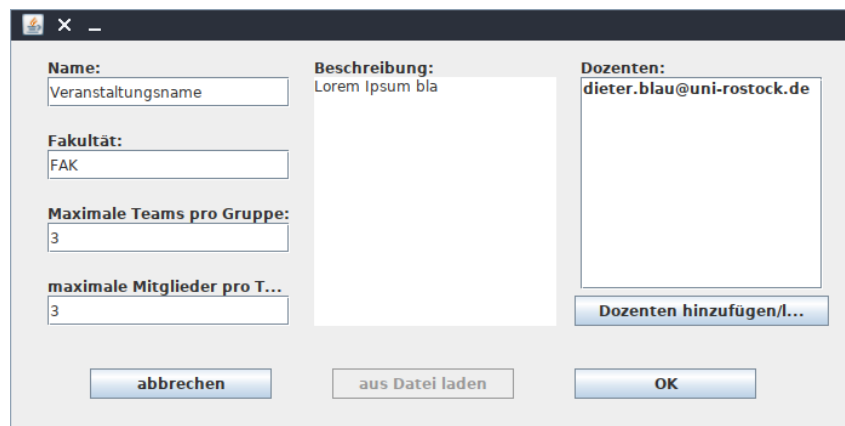 Name:
Veranstaltungsname
Fakultät:
FAK
Maximale Teams pro Gruppe:
3
maximale Mitglieder pro T...
3
Beschreibung:
Lorem Ipsum bla
Dozenten:
dieter.blau@uni-rostock.de
Dozenten hinzufügen/l...
abbrechen
aus Datei laden
OK